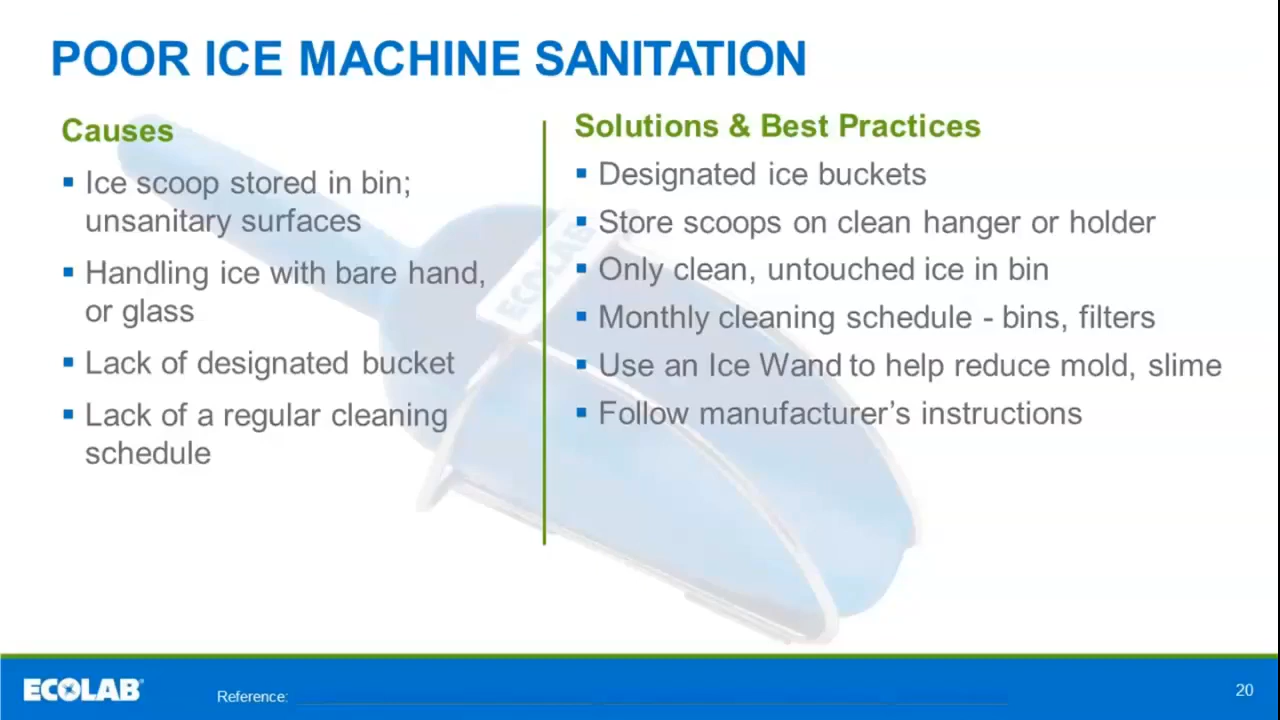 POOR ICE MACHINE SANITATION
Causes
▪ Ice scoop stored in bin;
unsanitary surfaces
▪ Handling ice with bare hand,
or glass
▪ Lack of designated bucket
▪ Lack of a regular cleaning
schedule
Solutions & Best Practices
▪ Designated ice buckets
▪ Store scoops on clean hanger or holder
▪ Only clean, untouched ice in bin
▪ Monthly cleaning schedule - bins, filters
▪ Use an Ice Wand to help reduce mold, slime
▪ Follow manufacturer’s instructions
ECOLAB
ECOLAB®
Reference:
20